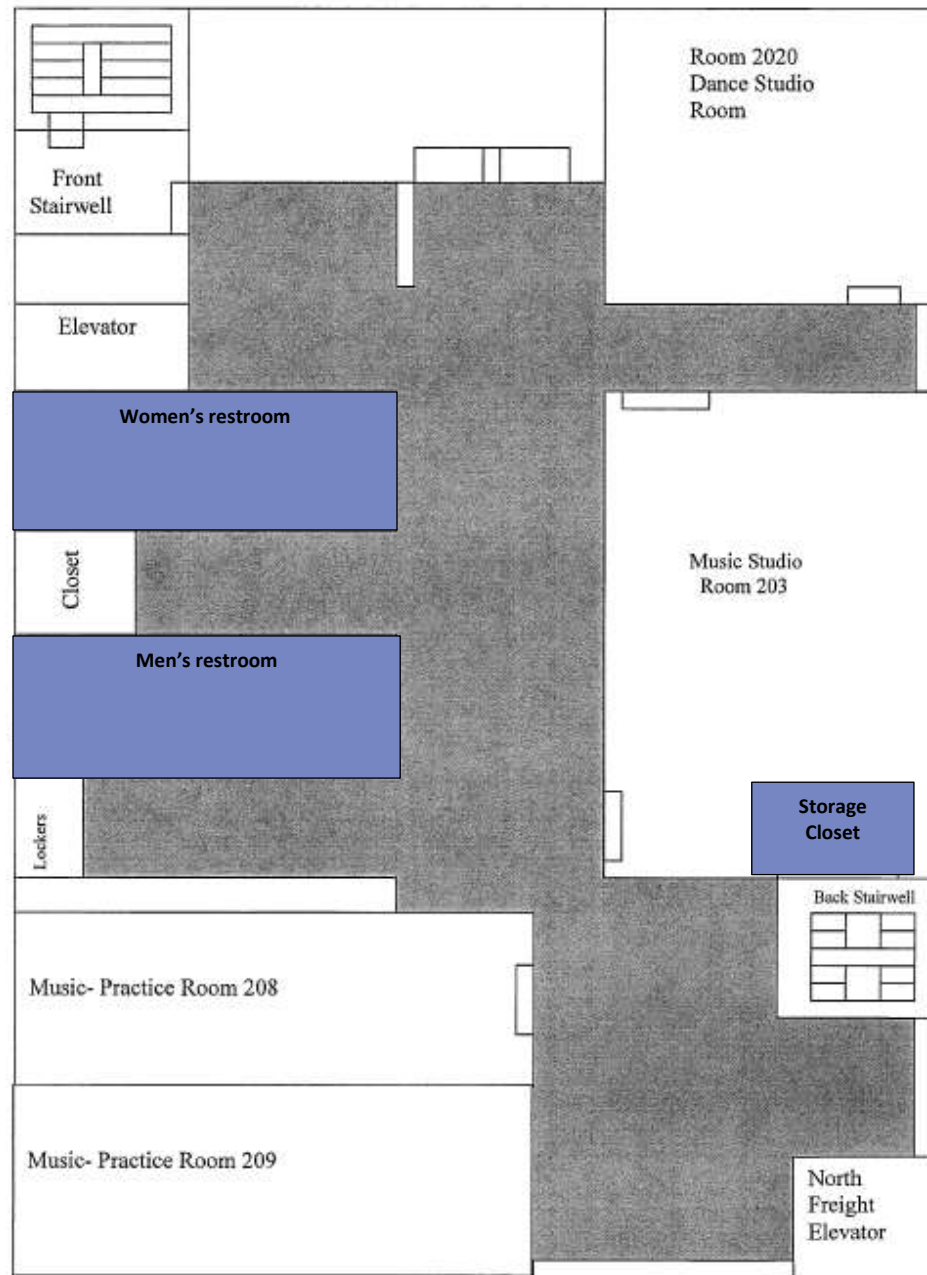 Room 2020
Dance Studio
Room
Front
Stairwell
Elevator
Women’s restroom
Closet
Music Studio
Room 203
Men’s restroom
Lockers
Storage
Closet
Back Stairwell
Music- Practice Room 208
Music- Practice Room 209
North
Freight
Elevator